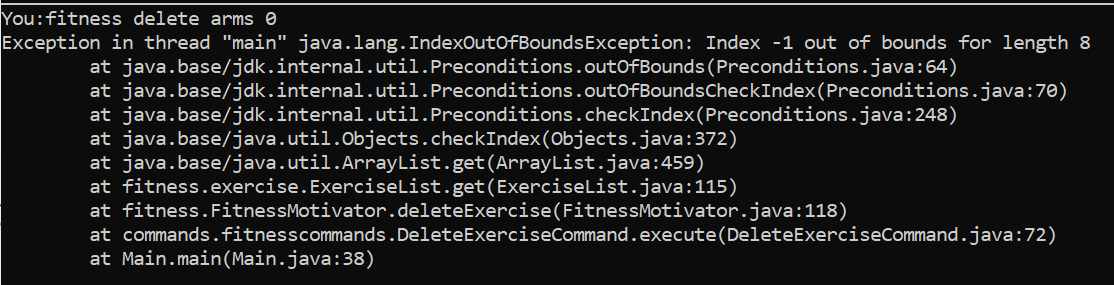 You:fitness delete arms 0
Exception in thread "main" java.lang.IndexOutOfBoundsException: Index -1 out of bounds for length 8
        at java.base/jdk.internal.util.Preconditions.outOfBounds(Preconditions.java:64)
        at java.base/jdk.internal.util.Preconditions.outOfBoundsCheckIndex(Preconditions.java:70)
        at java.base/jdk.internal.util.Preconditions.checkIndex(Preconditions.java:248)
        at java.base/java.util.Objects.checkIndex(Objects.java:372)
        at java.base/java.util.ArrayList.get(ArrayList.java:459)
        at fitness.exercise.ExerciseList.get(ExerciseList.java:115)
        at fitness.FitnessMotivator.deleteExercise(FitnessMotivator.java:118)
        at commands.fitnesscommands.DeleteExerciseCommand.execute(DeleteExerciseCommand.java:72)
        at Main.main(Main.java:38)